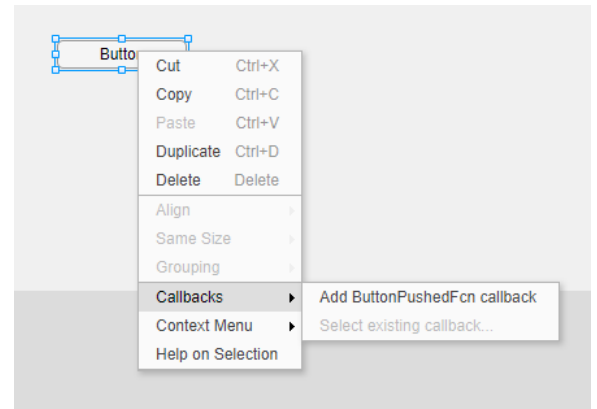 Butto
Cut Ctrl+X
Copy Ctrl+C
Paste Ctrl+V
Duplicate Ctrl+D
Delete Delete
Align
Same Size
Grouping
Callbacks Add ButtonPushedFcn callback
Context Menu Select existing callback...
Help on Selection